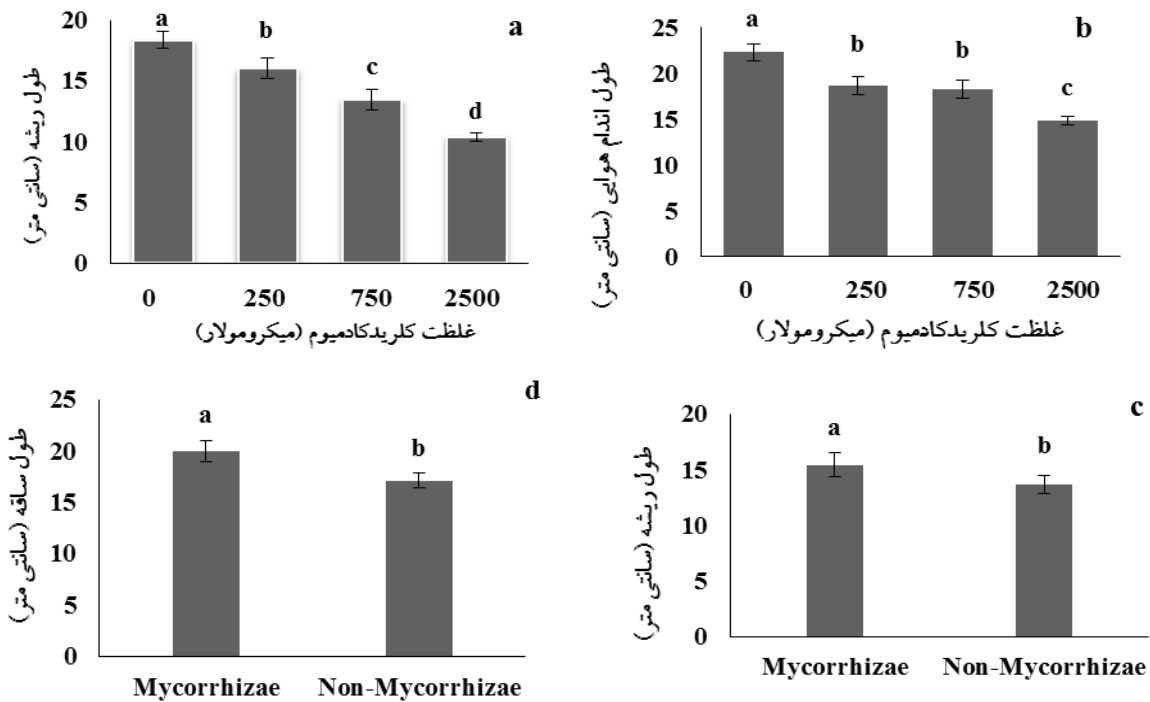 a
طول ریشه (سانتی متر)
20
15
10
5
0
a
b
c
d
0 250 750 2500
غلظت کلریدکادمیوم (میکرومولار)
b
طول اندام هوایی (سانتی متر)
25
20
15
10
5
0
a
b
b
c
0 250 750 2500
غلظت کلریدکادمیوم (میکرومولار)
d
طول ساقه (سانتی متر)
25
20
15
10
5
0
a
b
Mycorrhizae Non-Mycorrhizae
c
طول ریشه (سانتی متر)
20
15
10
5
0
a
b
Mycorrhizae Non-Mycorrhizae